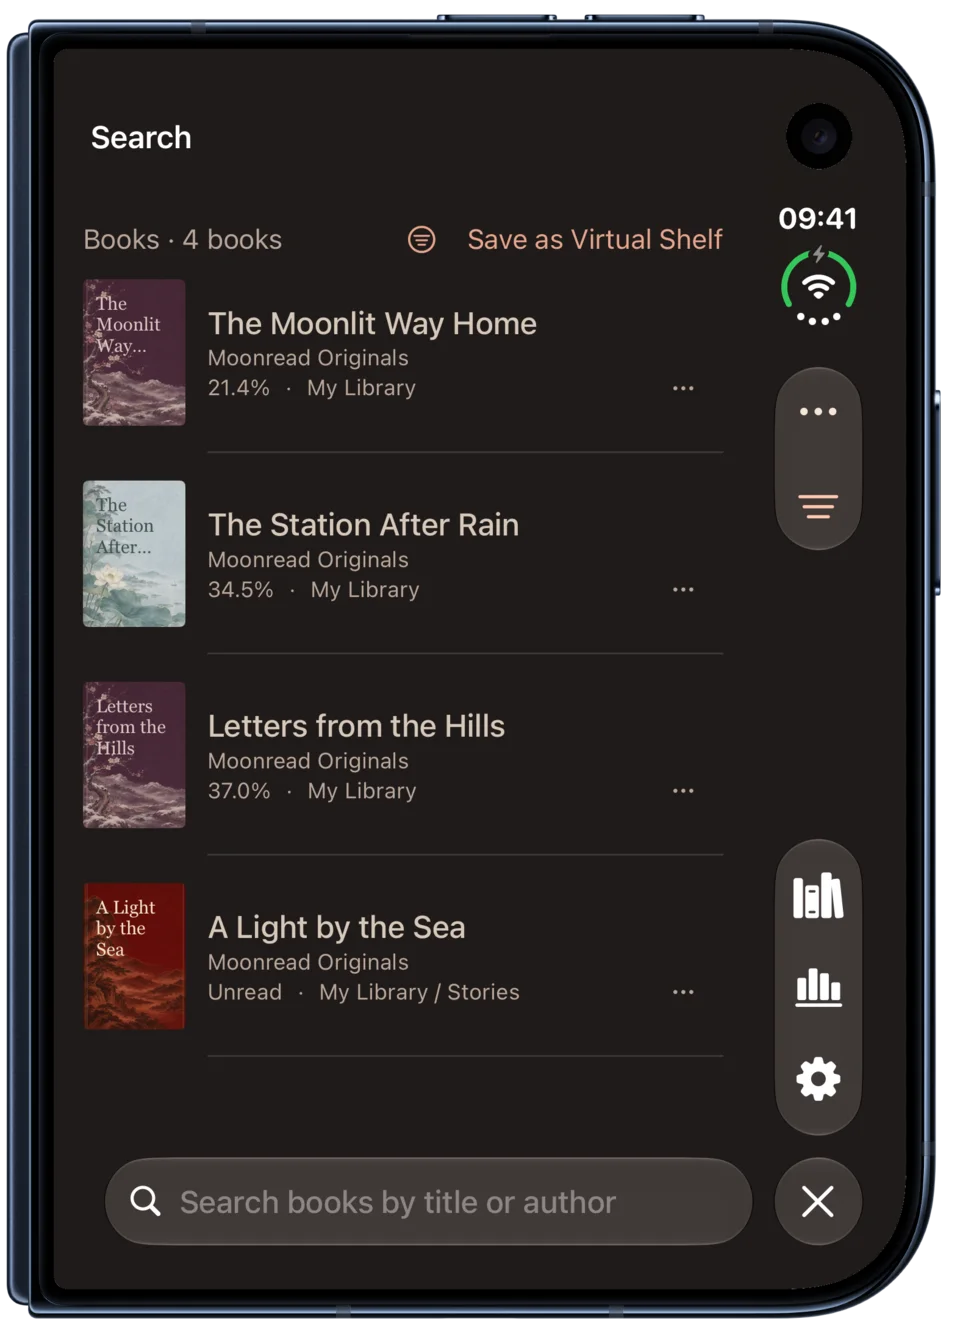 Search
09:41
Books · 4 books
Save as Virtual Shelf
The
Moonlit
Way...
The Moonlit Way Home
Moonread Originals
21.4% · My Library
The
Station
After...
The Station After Rain
Moonread Originals
34.5% · My Library
Letters
from the
Hills
Letters from the Hills
Moonread Originals
37.0% · My Library
A Light
by the
Sea
A Light by the Sea
Moonread Originals
Unread · My Library / Stories
Search books by title or author